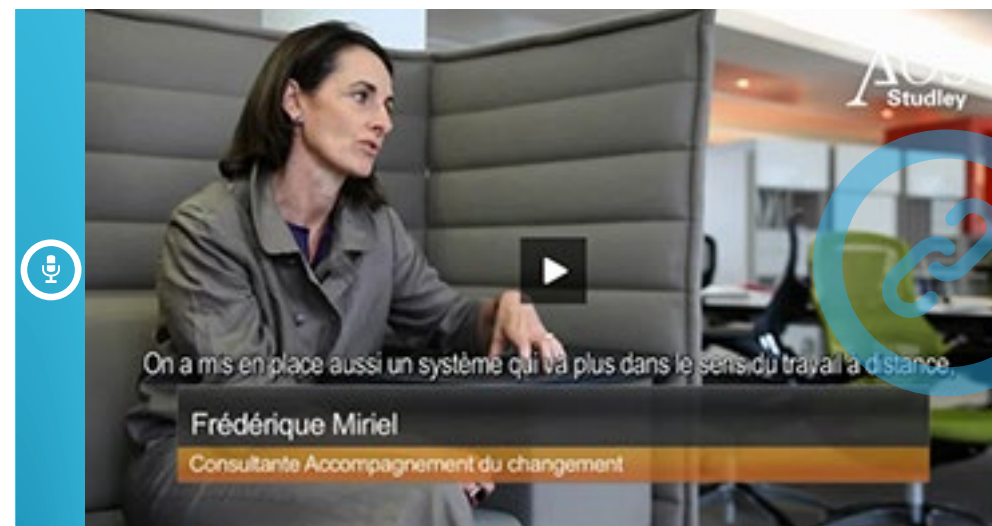 Studley
On a mis en place aussi un système qui va plus dans le sens du travail à distance,
Frédérique Miriel
Consultante Accompagnement du changement